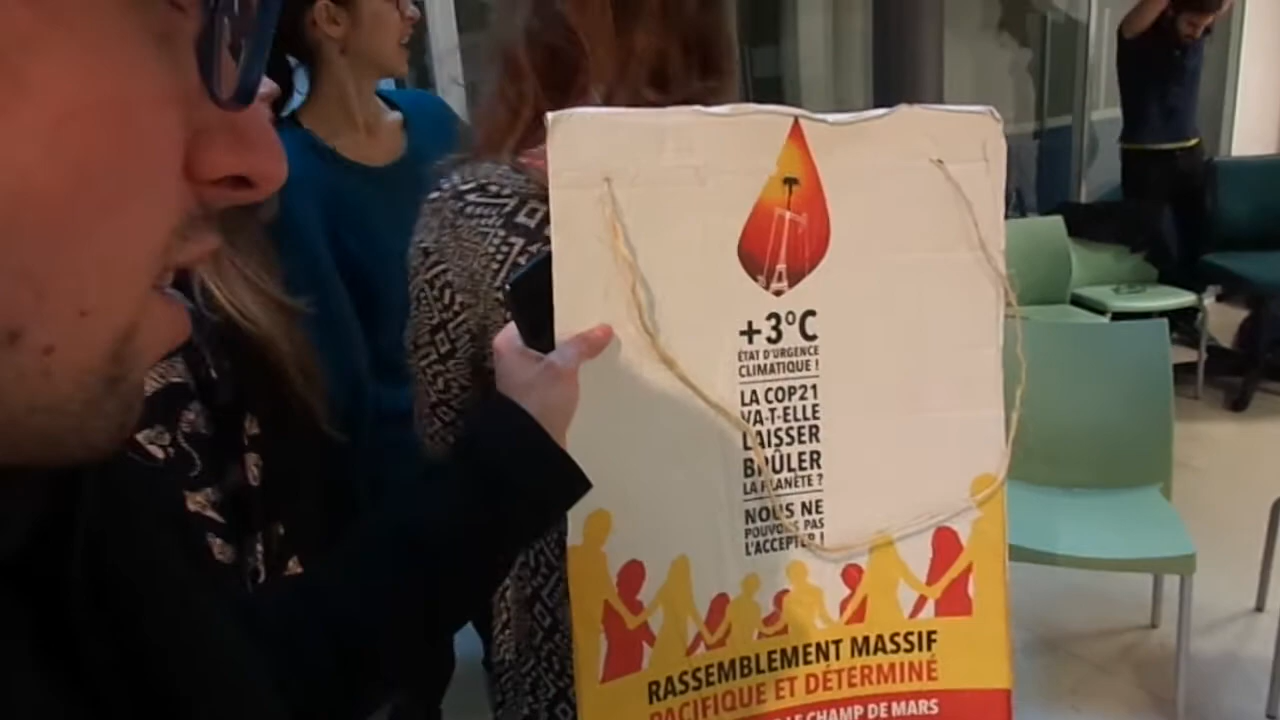 +3°C
ÉTAT D'URGENCE
CLIMATIQUE !
LA COP21
VA-T-ELLE
LAISSER
BRÛLER
LA PLANÈTE ?
NOUS NE
POUVONS PAS
L'ACCEPTER !
RASSEMBLEMENT MASSIF
PACIFIQUE ET DÉTERMINÉ
LE CHAMP DE MARS